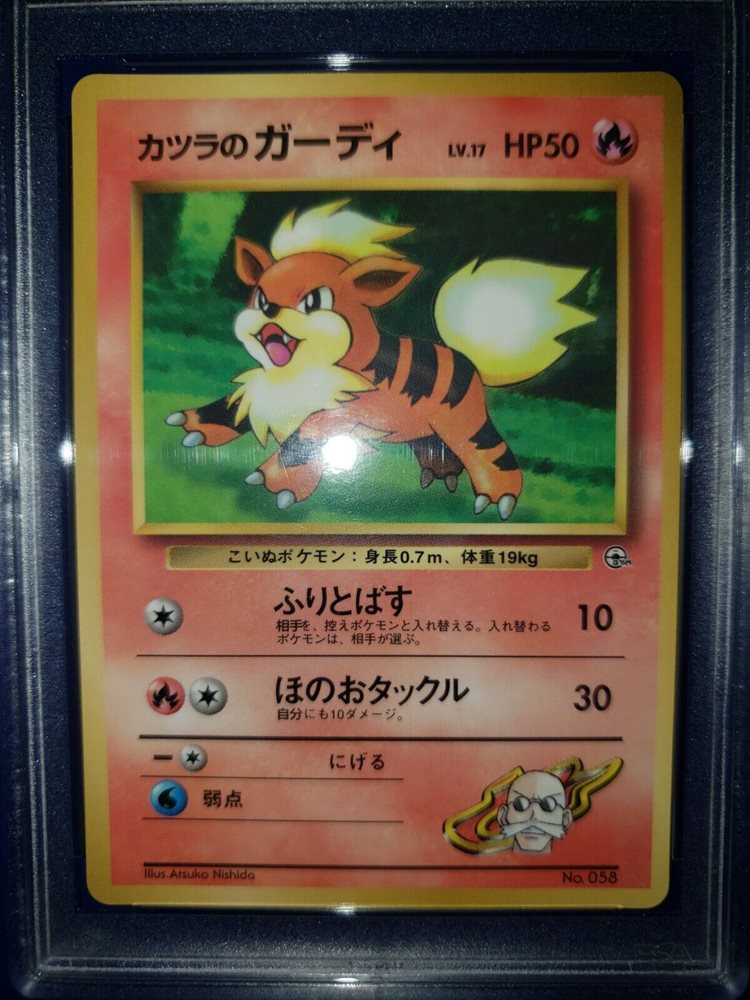 カツラのガーディ LV.17 HP50
こいぬポケモン：身長0.7m、体重19kg
ふりとばす 10
相手を、控えポケモンと入れ替える。入れ替わる
ポケモンは、相手が選ぶ。
ほのおタックル 30
自分にも10ダメージ。
にげる
弱点
Illus.Atsuko Nishida No. 058
PSA